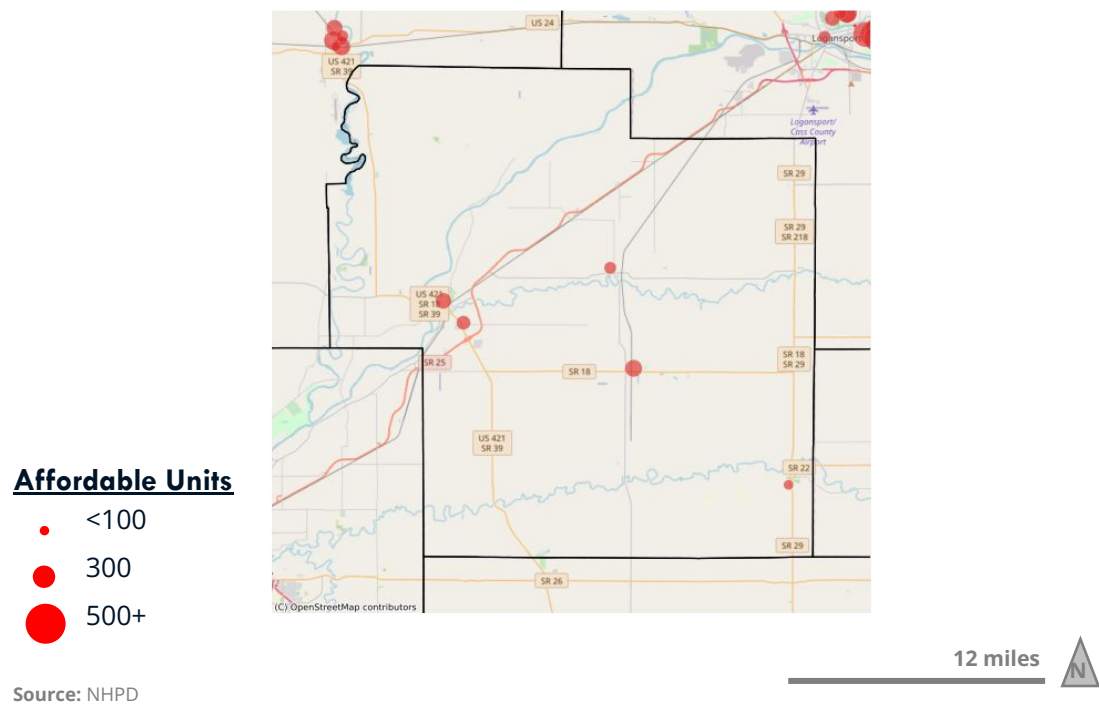 US 24
Logansport
US 421
SR 39
Logansport/
Cass County
Airport
SR 29
SR 29
SR 218
US 421
SR 18
SR 39
SR 25
SR 18
SR 18
SR 29
US 421
SR 39
SR 22
SR 29
SR 26
(C) OpenStreetMap contributors
Affordable Units
<100
300
500+
12 miles
N
Source: NHPD